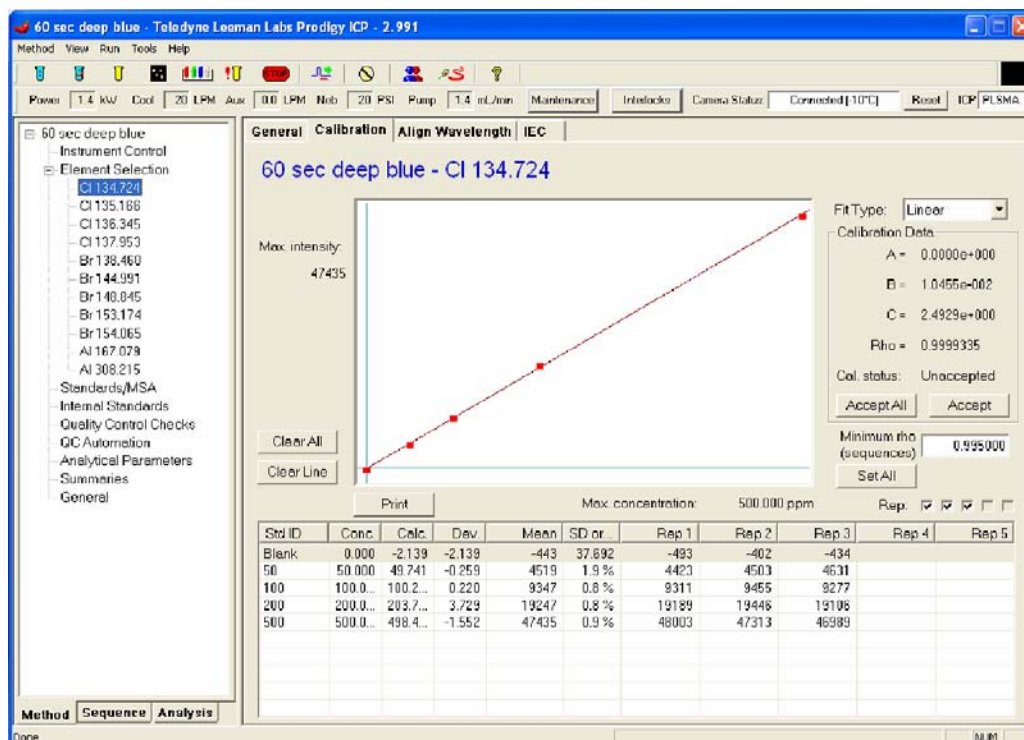 60 sec deep blue - Teledyne Leeman Labs Prodigy ICP - 2.991
Method View Run Tools Help
STOP
Power 1.4 kW Cool 20 LPM Aux 0.0 LPM Neb 20 PSI Pump 1.4 mL/min Maintenance Interlocks Camera Status: Connected [-10°C] Reset ICP PLSMA
60 sec deep blue
Instrument Control
Element Selection
Cl 134.724
Cl 135.166
Cl 136.345
Cl 137.953
Br 138.460
Br 144.991
Br 148.845
Br 153.174
Br 154.065
Al 167.079
Al 308.215
Standards/MSA
Internal Standards
Quality Control Checks
QC Automation
Analytical Parameters
Summaries
General
Method Sequence Analysis
General Calibration Align Wavelength IEC
60 sec deep blue - Cl 134.724
Max. intensity:
47435
Clear All
Clear Line
Print
Max. concentration: 500.000 ppm
Fit Type: Linear
Calibration Data
A = 0.0000e+000
B = 1.0455e-002
C = 2.4929e+000
Rho = 0.9999335
Cal. status: Unaccepted
Accept All Accept
Minimum rho
(sequences) 0.995000
Set All
Rep:
Std ID Conc. Calc. Dev. Mean SD or... Rep 1 Rep 2 Rep 3 Rep 4 Rep 5
Blank 0.000 -2.139 -2.139 -443 37.692 -493 -402 -434
50 50.000 49.741 -0.259 4519 1.9 % 4423 4503 4631
100 100.0... 100.2... 0.220 9347 0.8 % 9311 9455 9277
200 200.0... 203.7... 3.729 19247 0.8 % 19189 19446 19106
500 500.0... 498.4... -1.552 47435 0.9 % 48003 47313 46989
Done NUM